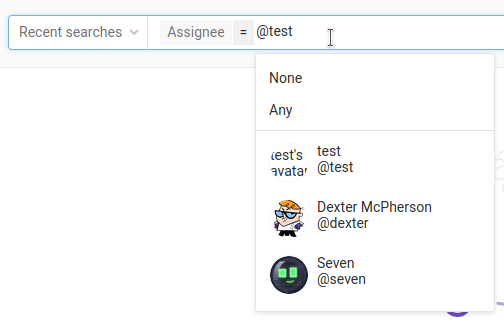 Recent searches Assignee = @test
None
Any
test's
avatar
test
@test
Dexter McPherson
@dexter
Seven
@seven